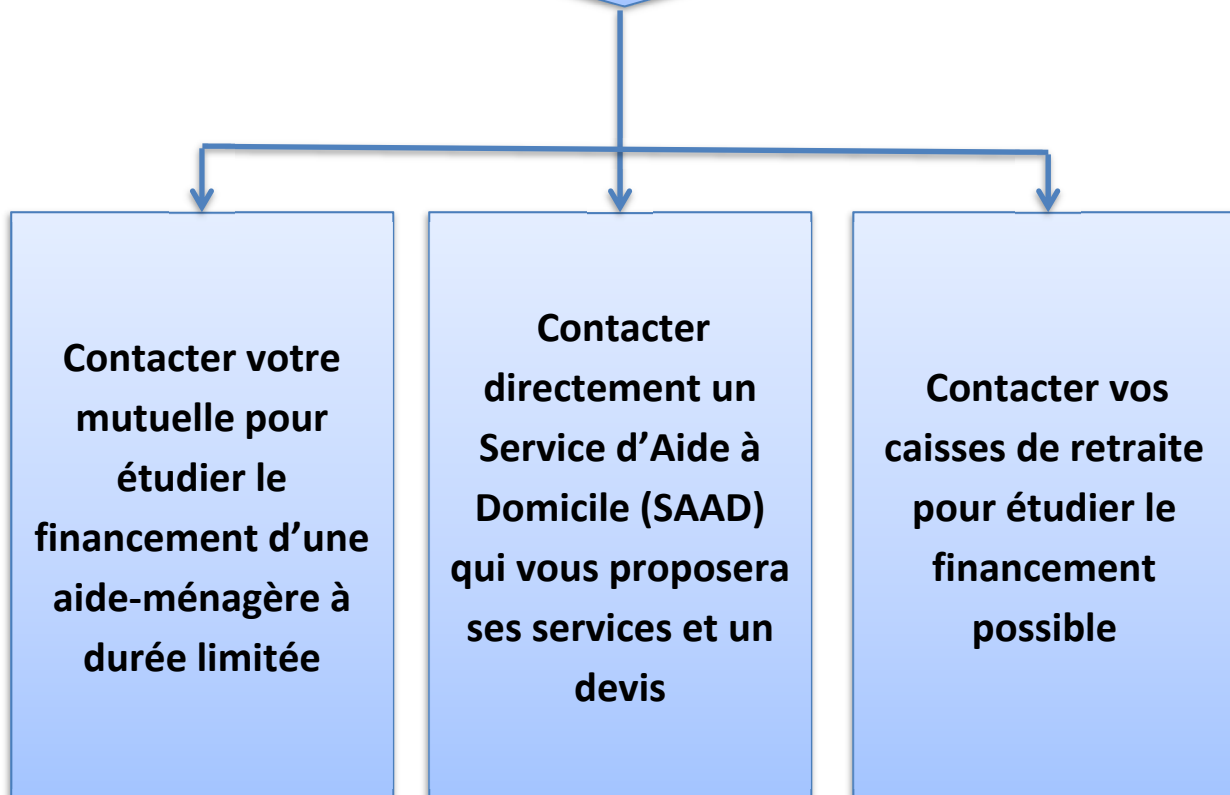 Contacter votre
mutuelle pour
étudier le
financement d’une
aide-ménagère à
durée limitée
Contacter
directement un
Service d’Aide à
Domicile (SAAD)
qui vous proposera
ses services et un
devis
Contacter vos
caisses de retraite
pour étudier le
financement
possible